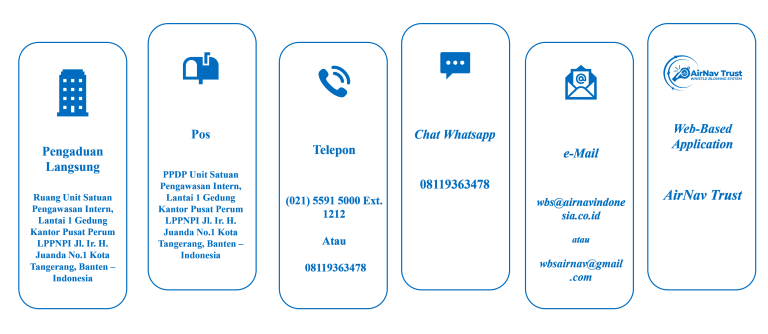 Pengaduan
Langsung
Ruang Unit Satuan
Pengawasan Intern,
Lantai 1 Gedung
Kantor Pusat Perum
LPPNPI Jl. Ir. H.
Juanda No.1 Kota
Tangerang, Banten –
Indonesia
Pos
PPDP Unit Satuan
Pengawasan Intern,
Lantai 1 Gedung
Kantor Pusat Perum
LPPNPI Jl. Ir. H.
Juanda No.1 Kota
Tangerang, Banten –
Indonesia
Telepon
(021) 5591 5000 Ext.
1212
Atau
08119363478
Chat Whatsapp
08119363478
e-Mail
wbs@airnavindone
sia.co.id
atau
wbsairnav@gmail
.com
AirNav Trust
WHISTLE BLOWING SYSTEM
Web-Based
Application
AirNav Trust